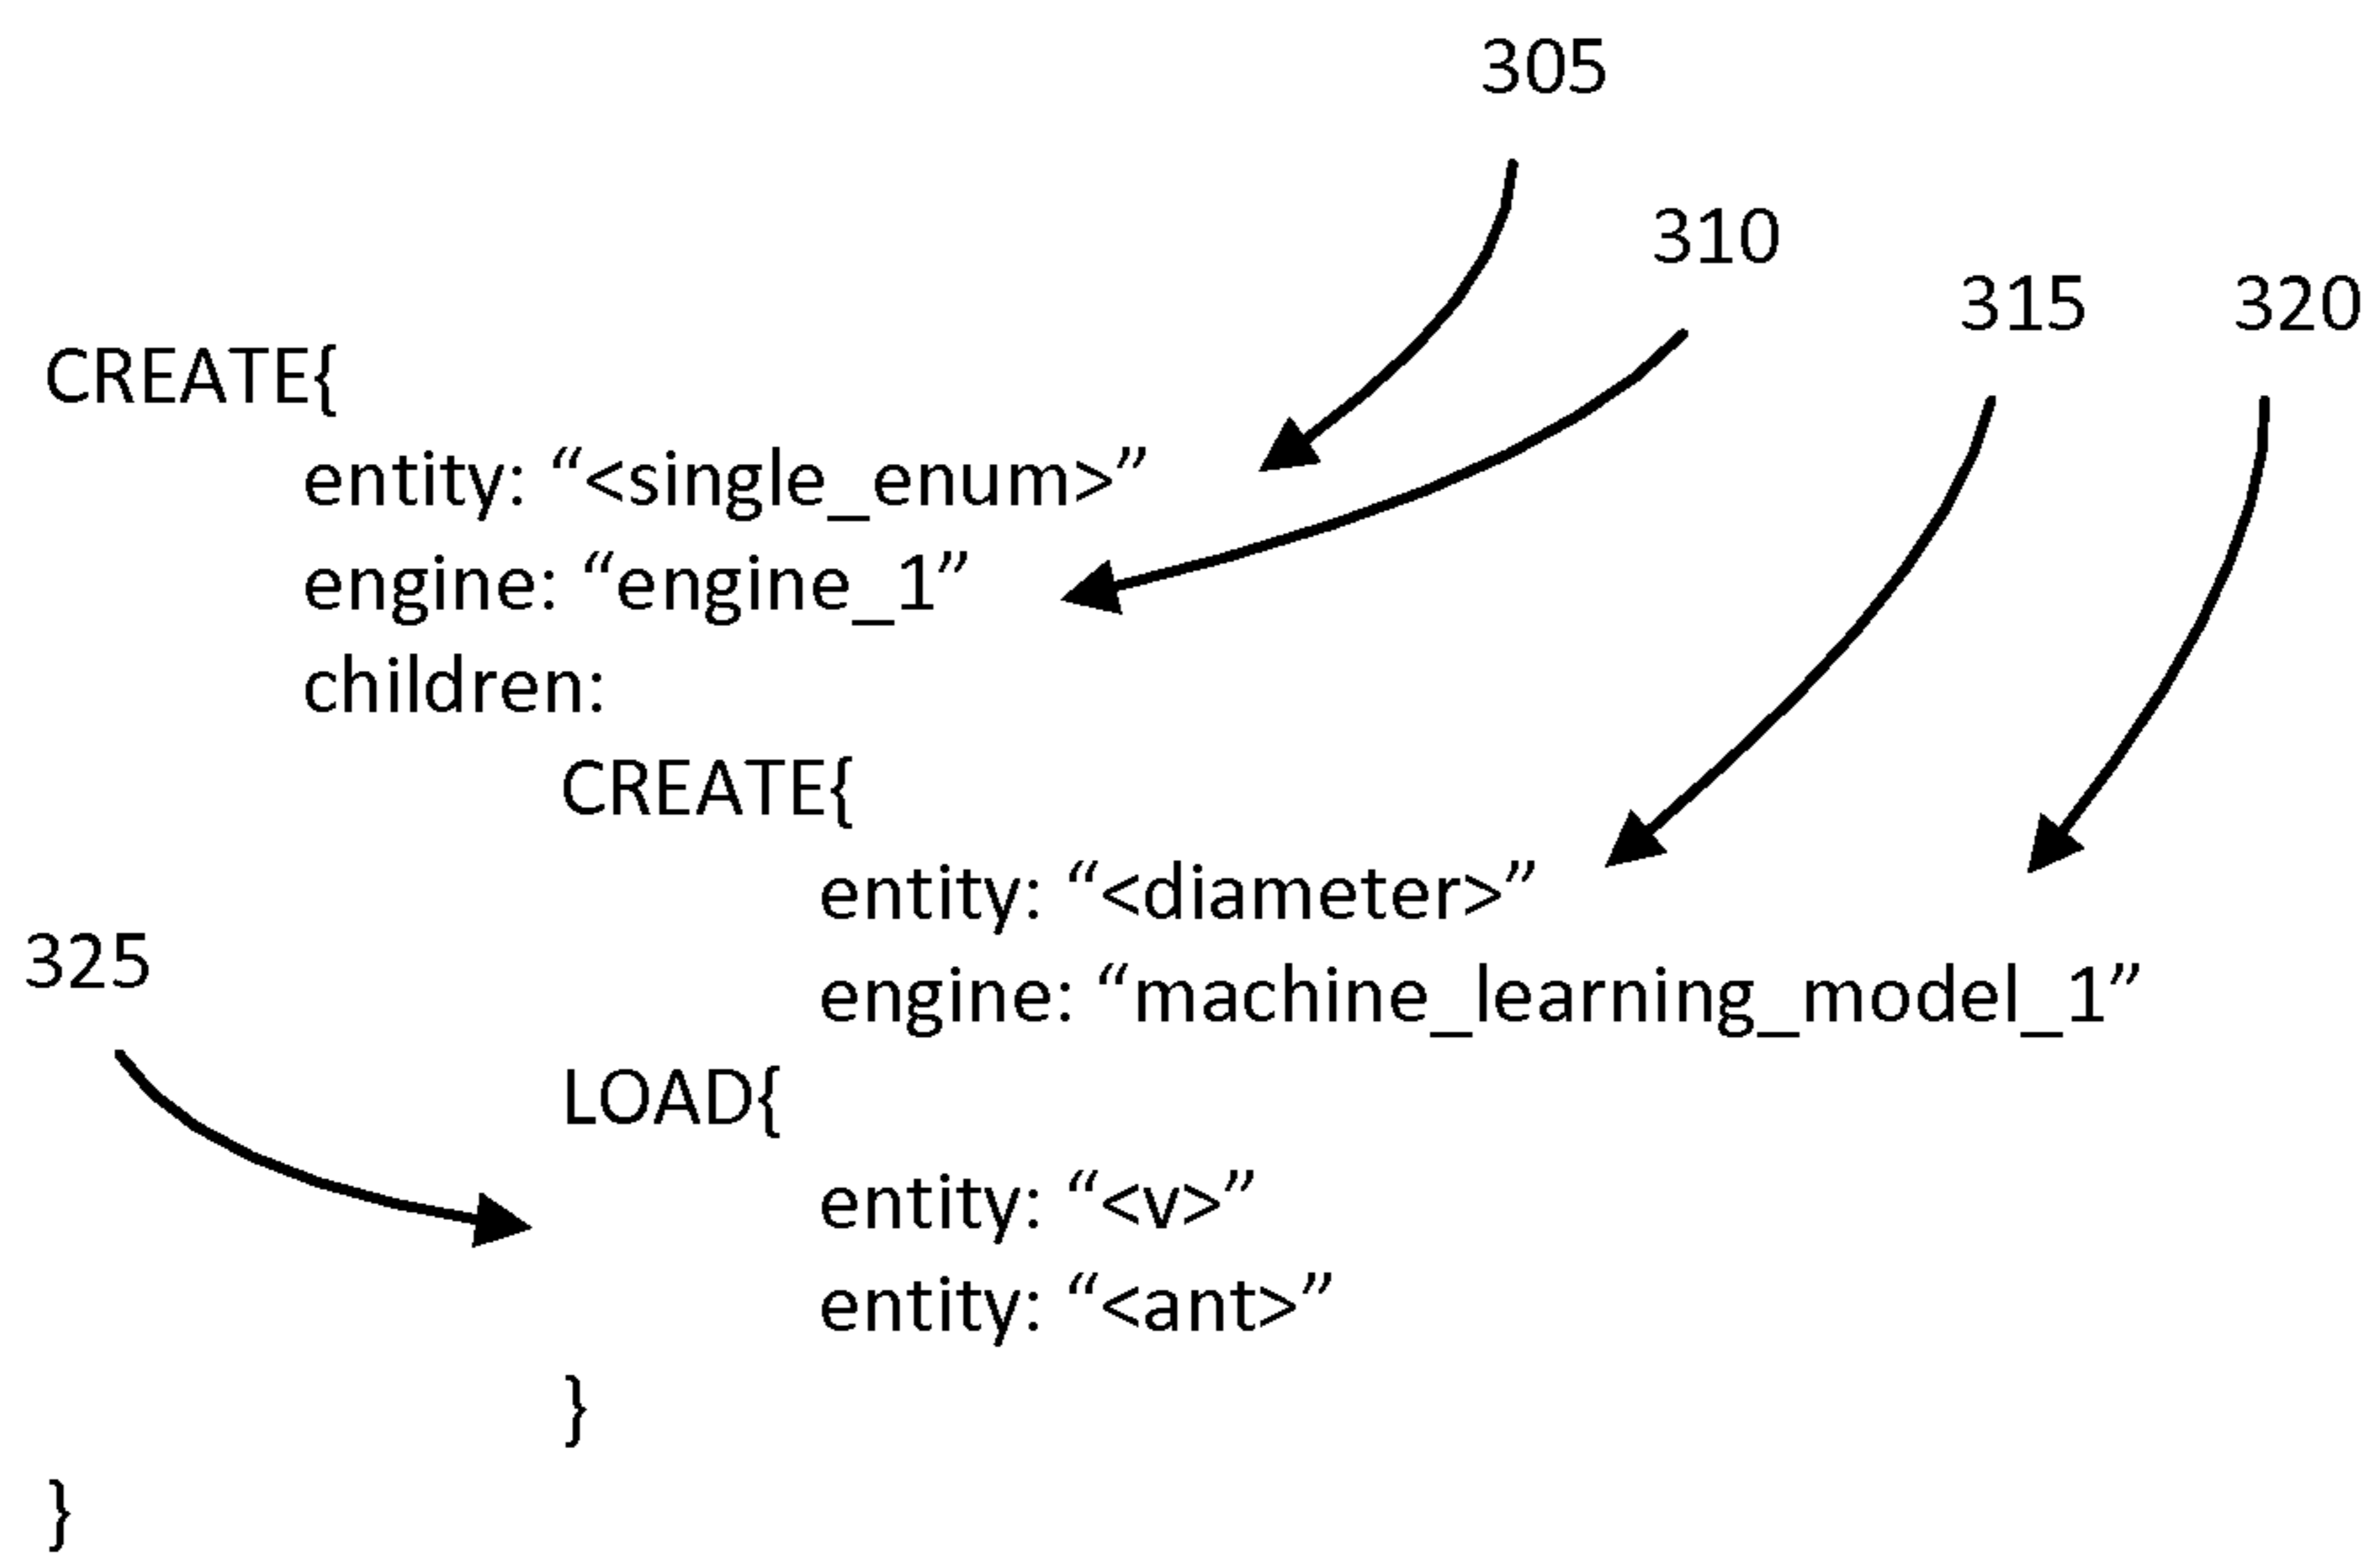 305
310
315 320
CREATE{
entity: “<single_enum>”
engine: “engine_1”
children:
CREATE{
entity: “<diameter>”
325
engine: “machine_learning_model_1”
LOAD{
entity: “<v>”
entity: “<ant>”
}
}